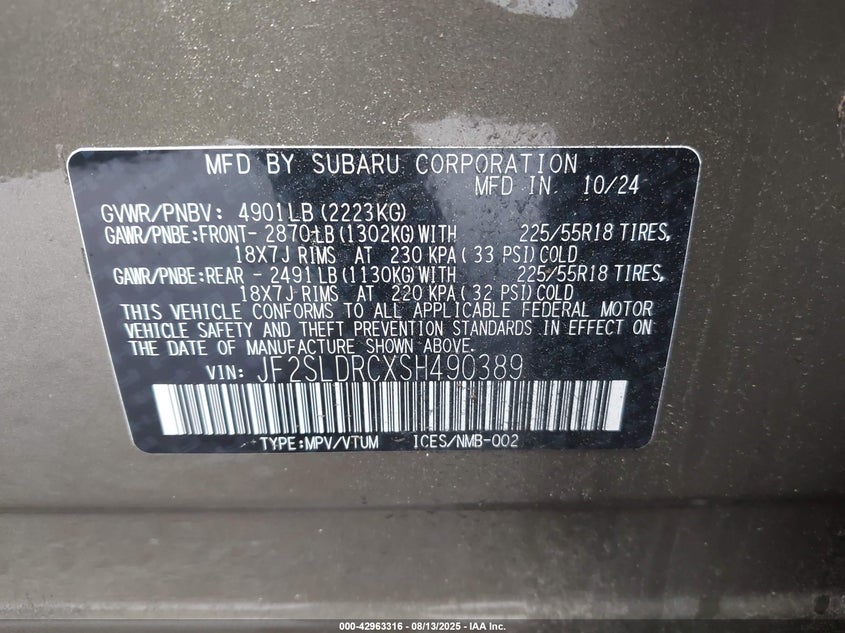 MFD BY SUBARU CORPORATION
MFD IN 10/24
GVWR/PNBV: 4901LB (2223KG)
GAWR/PNBE:FRONT- 2870LB (1302KG) WITH 225/55R18 TIRES,
18X7J RIMS AT 230 KPA ( 33 PSI) COLD
GAWR/PNBE:REAR - 2491LB (1130KG) WITH 225/55R18 TIRES,
18X7J RIMS AT 220 KPA ( 32 PSI) COLD
THIS VEHICLE CONFORMS TO ALL APPLICABLE FEDERAL MOTOR
VEHICLE SAFETY AND THEFT PREVENTION STANDARDS IN EFFECT ON
THE DATE OF MANUFACTURE SHOWN ABOVE.
VIN: JF2SLDRCXSH490389
TYPE:MPV/VTUM ICES/NMB-002
000-42963316 - 08/13/2025 - IAA Inc.